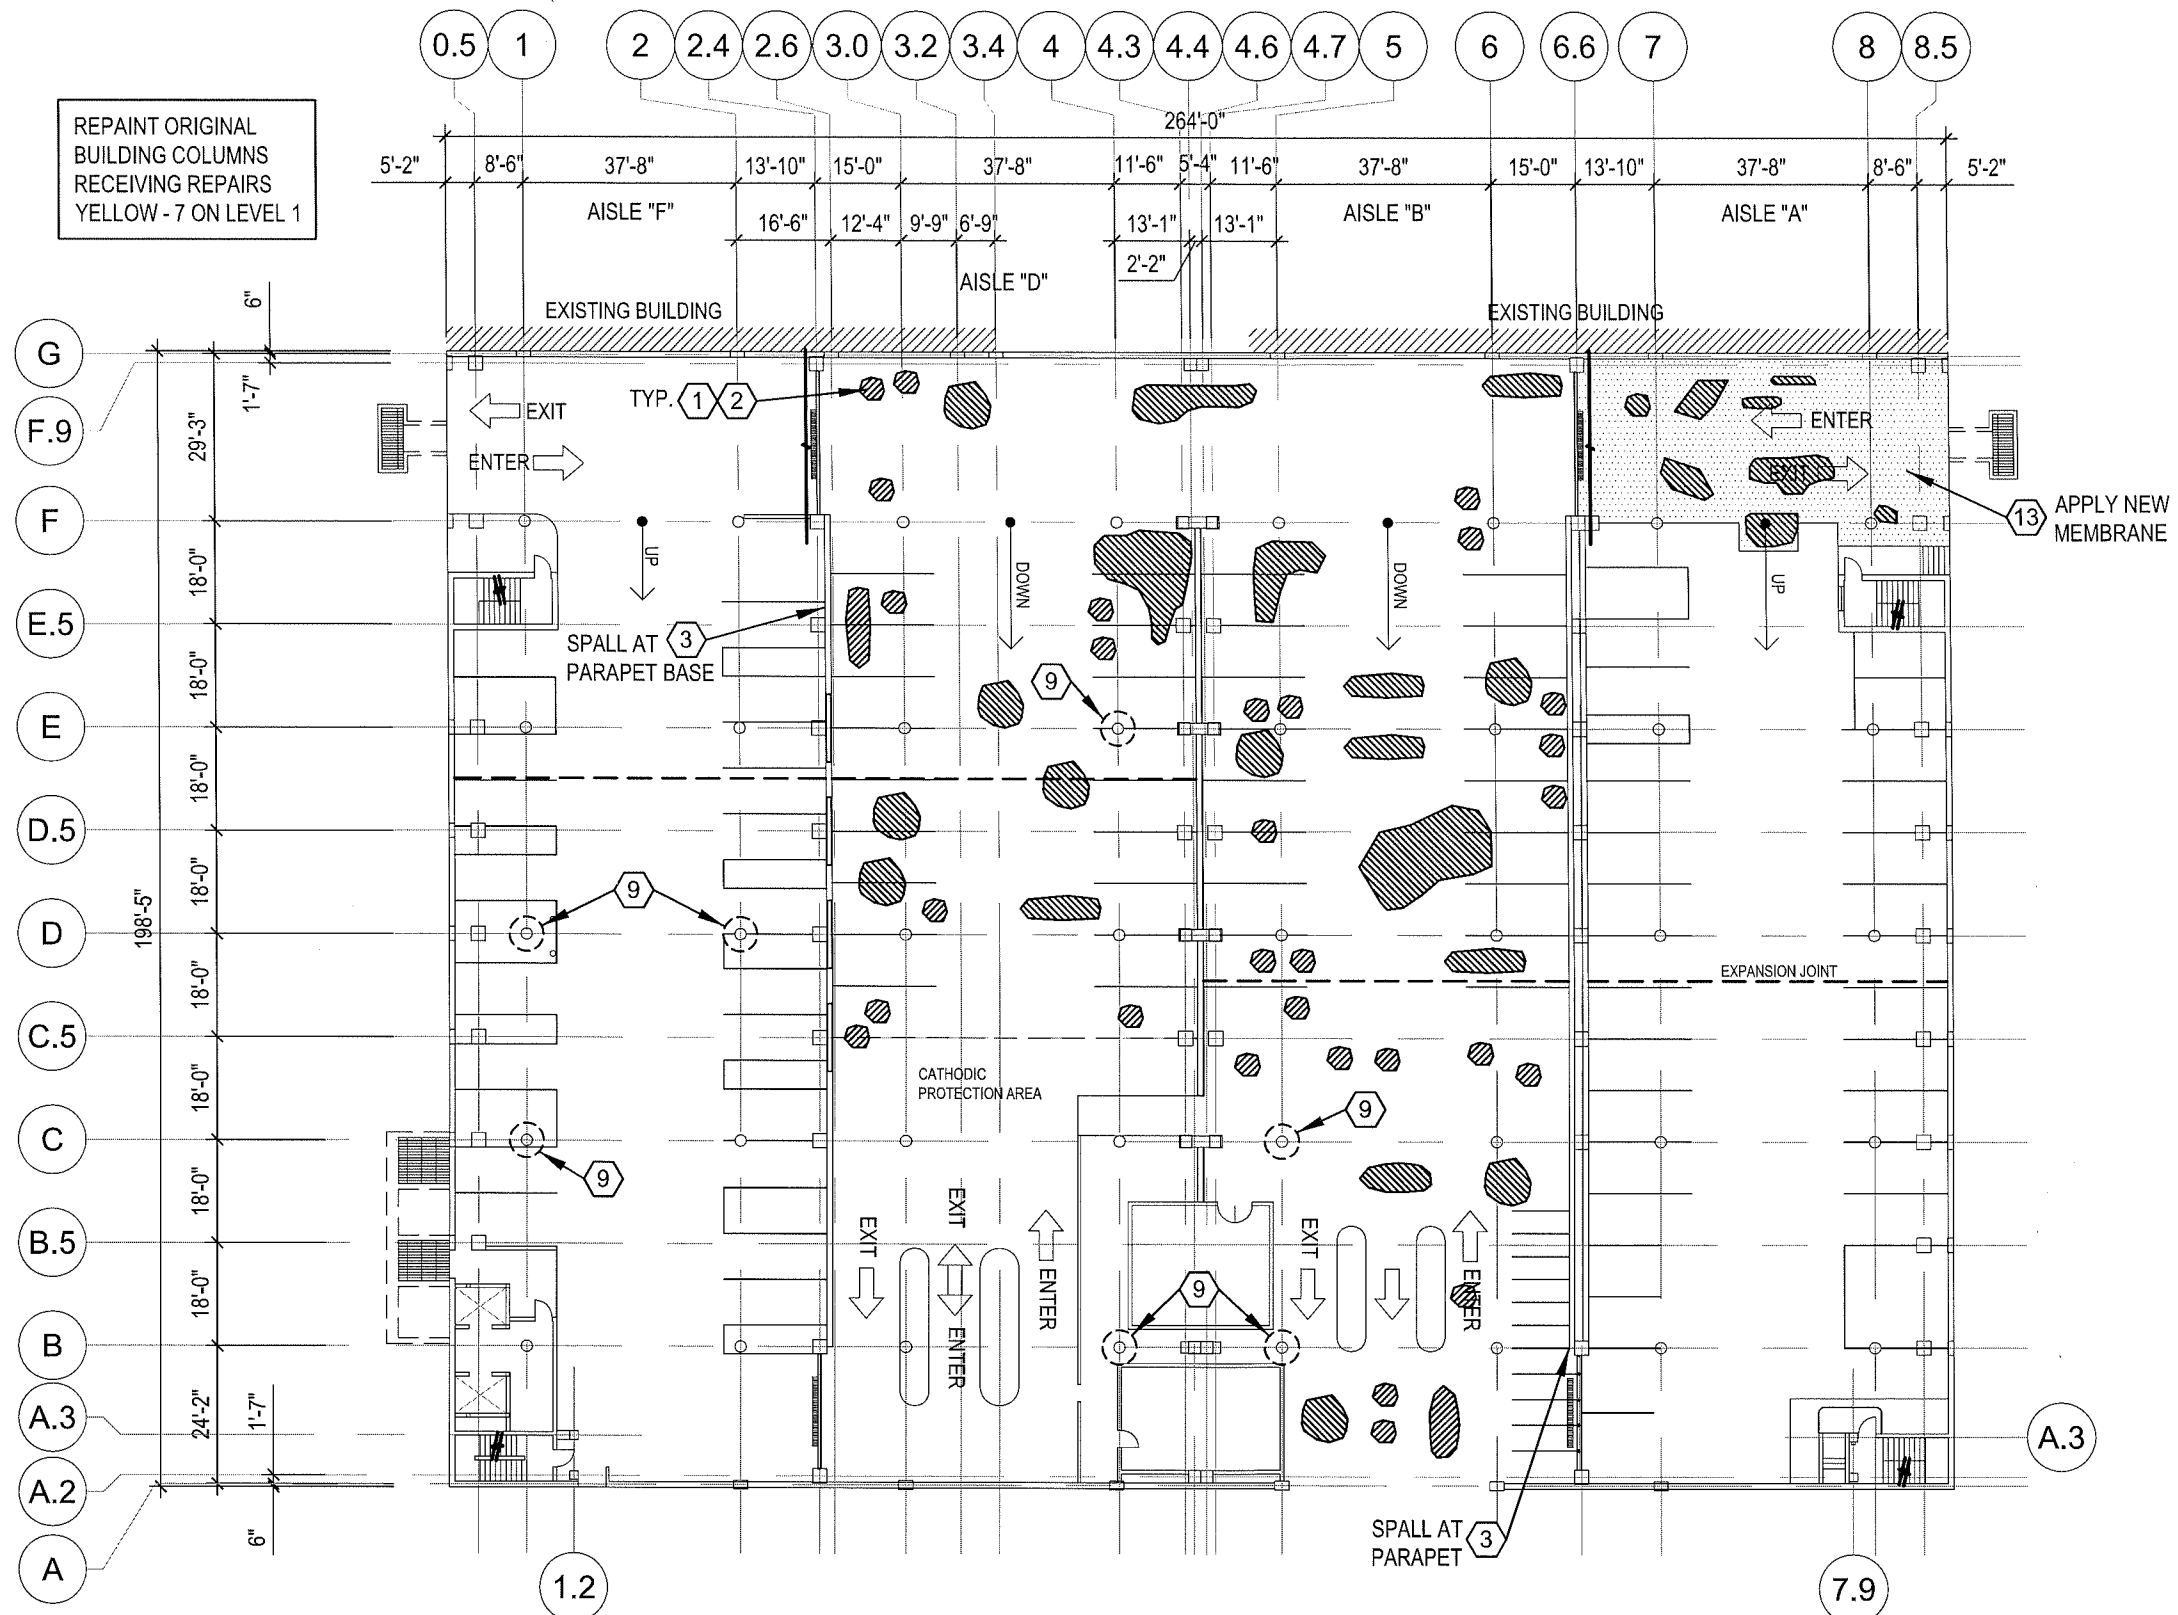 0.5 1 2 2.4 2.6 3.0 3.2 3.4 4 4.3 4.4 4.6 4.7 5 6 6.6 7 8 8.5
REPAINT ORIGINAL
BUILDING COLUMNS
RECEIVING REPAIRS
YELLOW - 7 ON LEVEL 1
264'-0"
5'-2" 8'-6" 37'-8" 13'-10" 15'-0" 37'-8" 11'-6" 5'-4" 11'-6" 37'-8" 15'-0" 13'-10" 37'-8" 8'-6" 5'-2"
AISLE "F" AISLE "B" AISLE "A"
16'-6" 12'-4" 9'-9" 6'-9" 13'-1" 13'-1"
2'-2"
AISLE "D"
EXISTING BUILDING EXISTING BUILDING
6"
G
1'-7"
F.9
TYP. 1 2
EXIT
ENTER
ENTER
EXIT
29'-3"
13 APPLY NEW
MEMBRANE
F
UP
DOWN
DOWN
UP
18'-0"
E.5
SPALL AT 3
PARAPET BASE
18'-0"
9
E
18'-0"
D.5
18'-0"
9
198'-5"
D
18'-0"
EXPANSION JOINT
C.5
CATHODIC
PROTECTION AREA
18'-0"
9
C
9
18'-0"
B.5
EXIT
EXIT
ENTER
ENTER
EXIT
ENTER
18'-0"
9
B
24'-2"
1'-7"
A.3
A.3
A.2
6"
SPALL AT 3
PARAPET
A
1.2
7.9